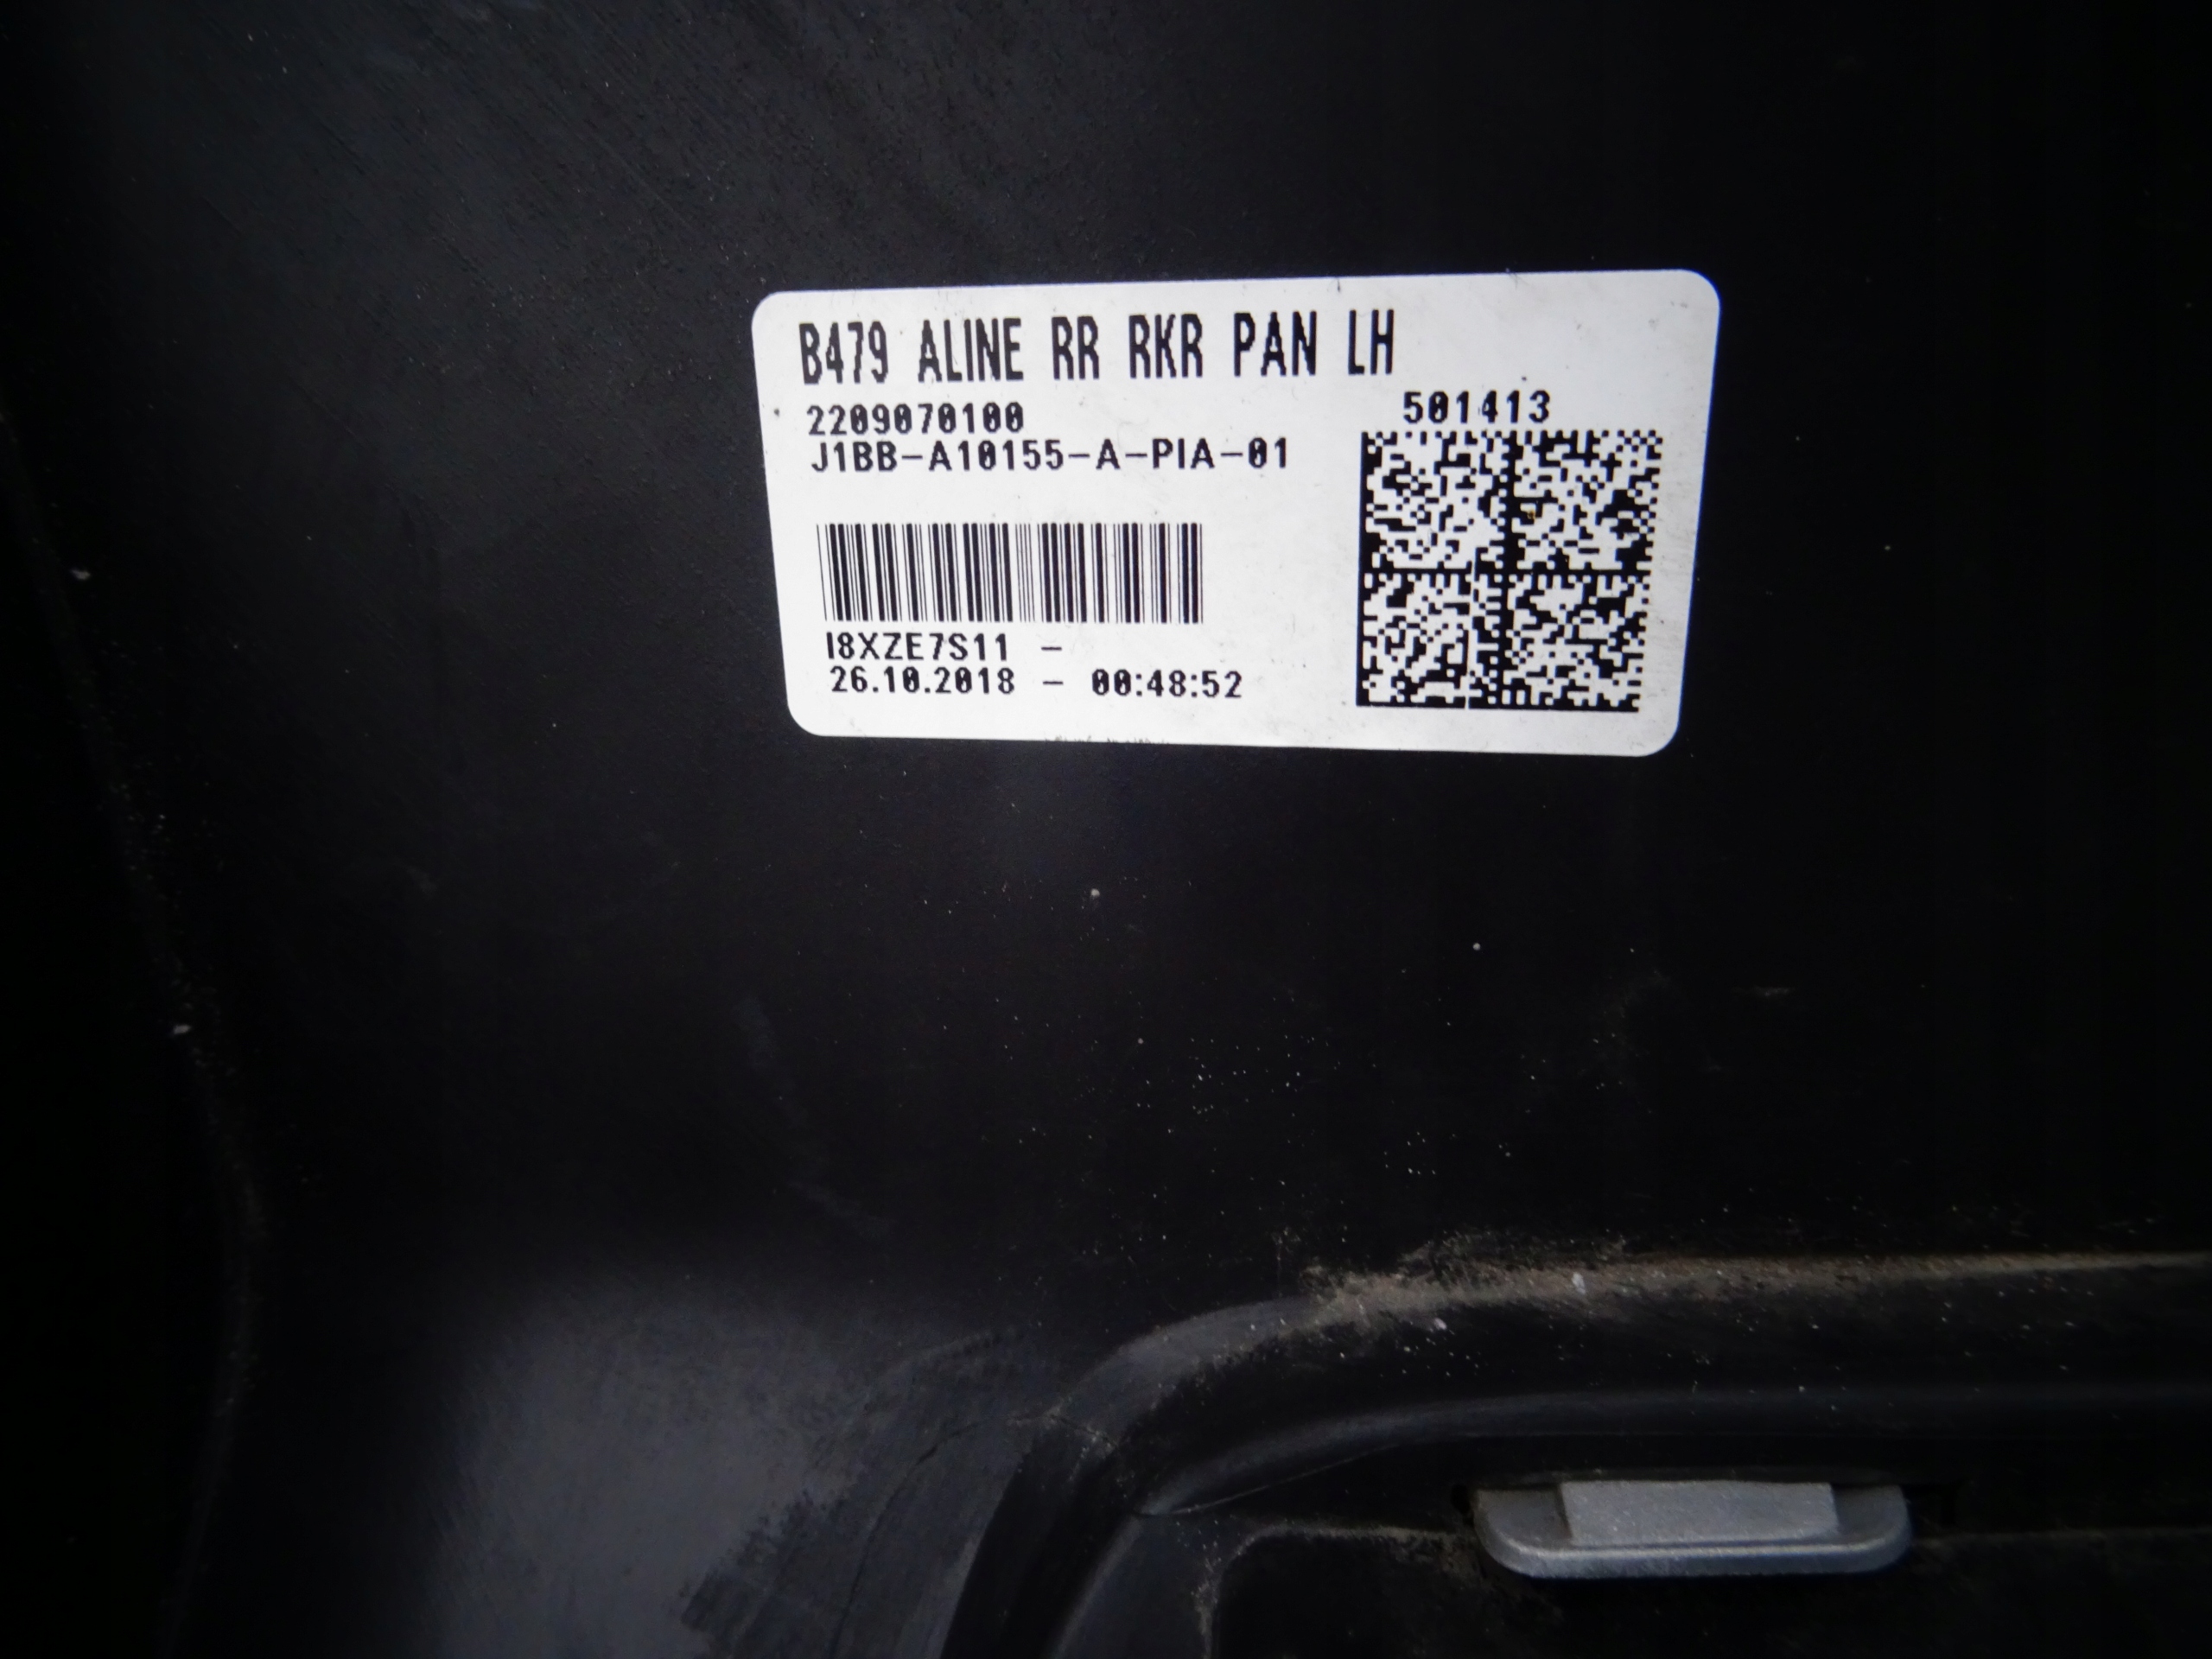 B479 ALINE RR RKR PAN LH
501413
2209070100
J1BB-A10155-A-PIA-01
I8XZE7S11 -
26.10.2018 - 00:48:52